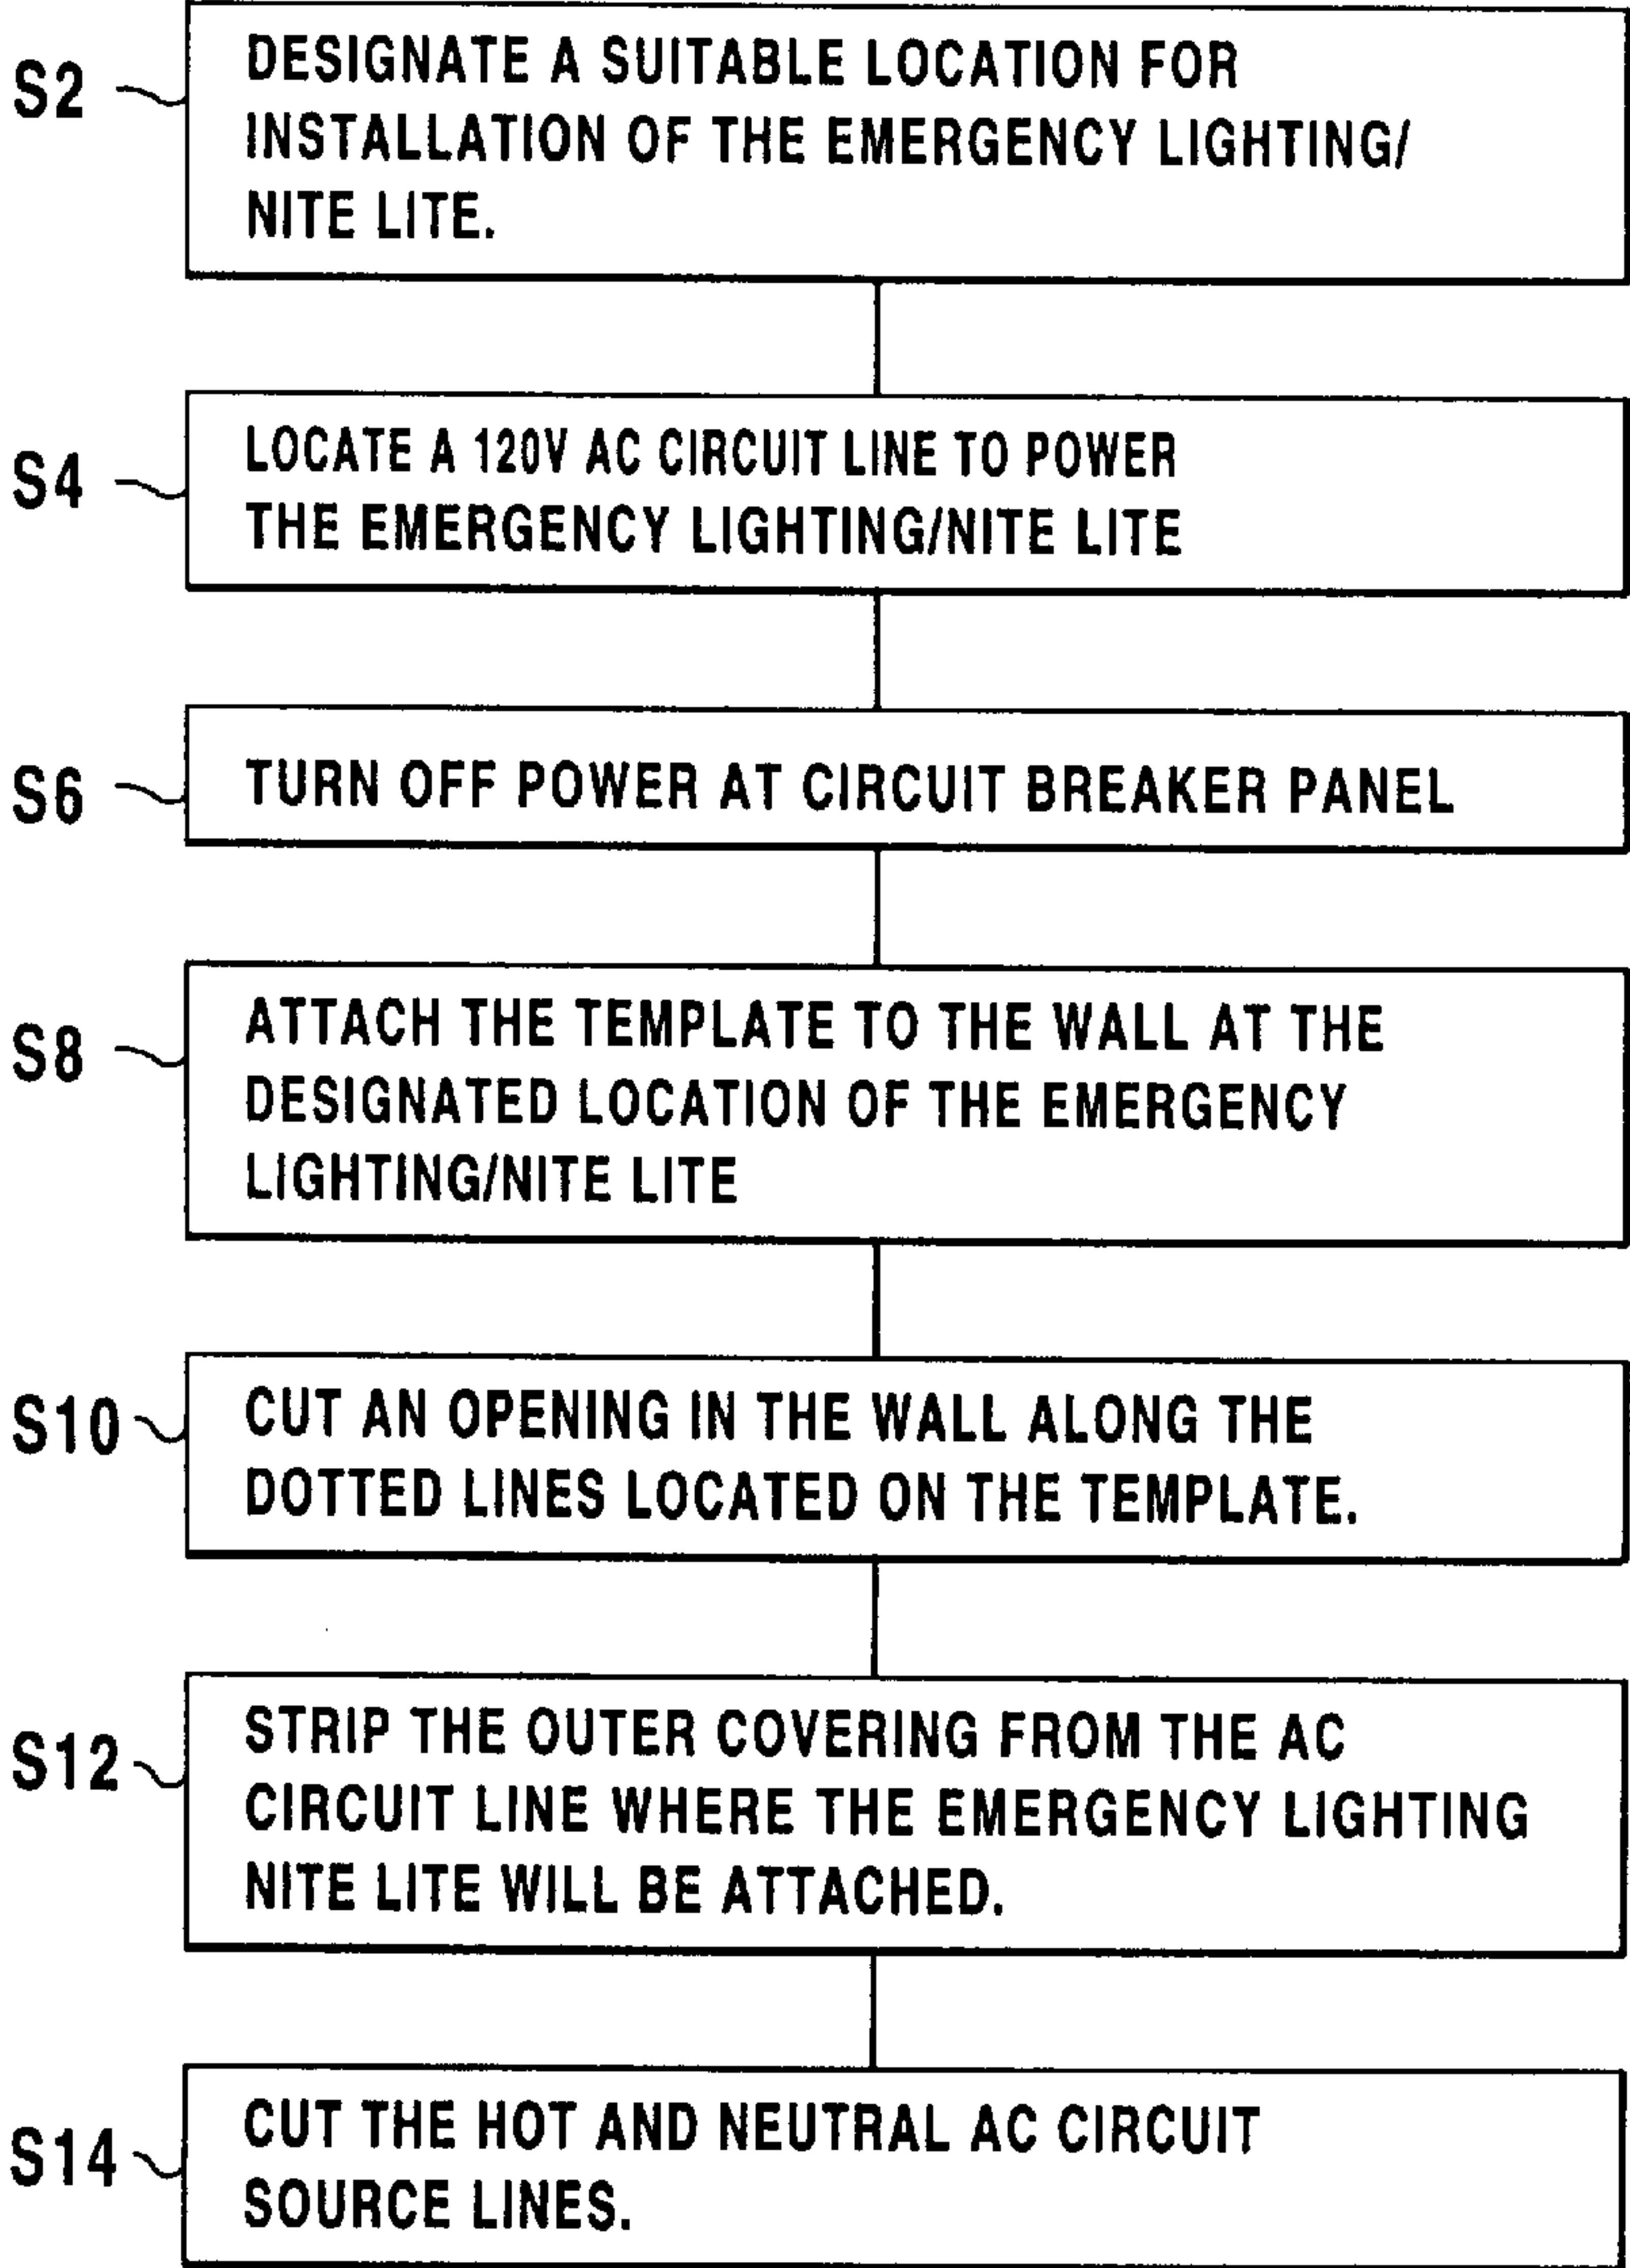 S2
DESIGNATE A SUITABLE LOCATION FOR
INSTALLATION OF THE EMERGENCY LIGHTING/
NITE LITE.
S4
LOCATE A 120V AC CIRCUIT LINE TO POWER
THE EMERGENCY LIGHTING/NITE LITE
S6
TURN OFF POWER AT CIRCUIT BREAKER PANEL
S8
ATTACH THE TEMPLATE TO THE WALL AT THE
DESIGNATED LOCATION OF THE EMERGENCY
LIGHTING/NITE LITE
S10
CUT AN OPENING IN THE WALL ALONG THE
DOTTED LINES LOCATED ON THE TEMPLATE.
S12
STRIP THE OUTER COVERING FROM THE AC
CIRCUIT LINE WHERE THE EMERGENCY LIGHTING
NITE LITE WILL BE ATTACHED.
S14
CUT THE HOT AND NEUTRAL AC CIRCUIT
SOURCE LINES.